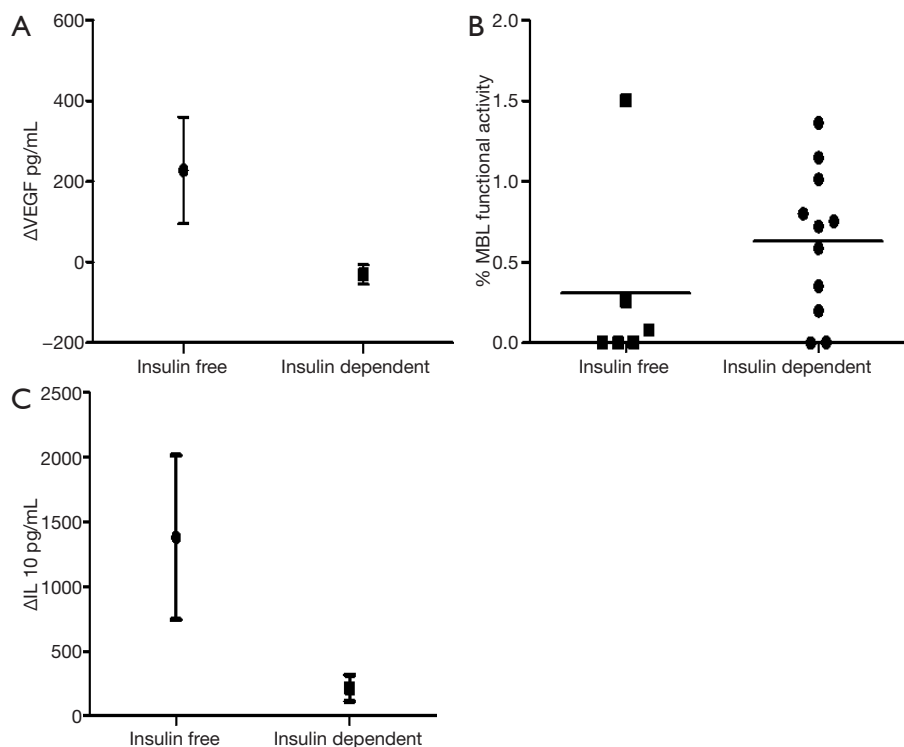 A
600
400
200
0
−200
ΔVEGF pg/mL
Insulin free
Insulin dependent
B
2.0
1.5
1.0
0.5
0.0
% MBL functional activity
Insulin free
Insulin dependent
C
2500
2000
1500
1000
500
0
ΔIL 10 pg/mL
Insulin free
Insulin dependent